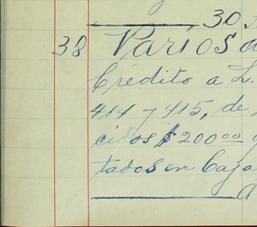 30
38 Varios a
Crédito a L.
414 y 415, de
cidos $200.00
tados en Caja